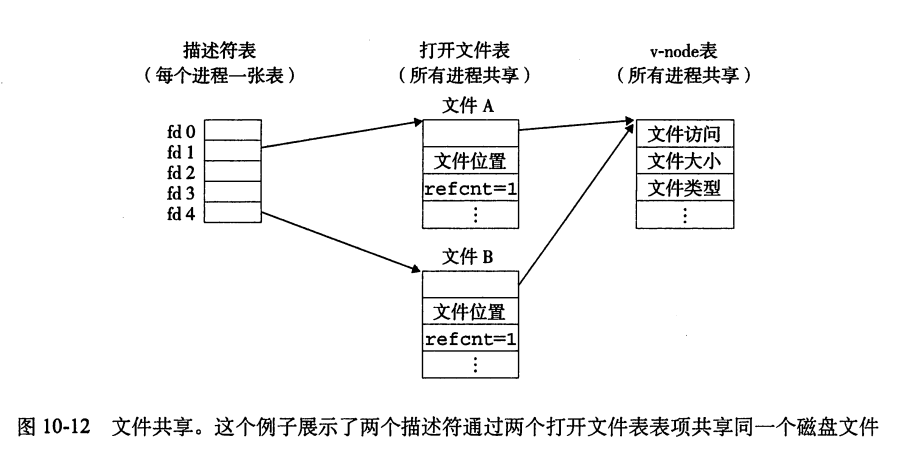 描述符表
（每个进程一张表）
打开文件表
（所有进程共享）
v-node表
（所有进程共享）
fd 0
fd 1
fd 2
fd 3
fd 4
文件 A
文件位置
refcnt=1
⋮
文件 B
文件位置
refcnt=1
⋮
文件访问
文件大小
文件类型
⋮
图 10-12 文件共享。这个例子展示了两个描述符通过两个打开文件表表项共享同一个磁盘文件